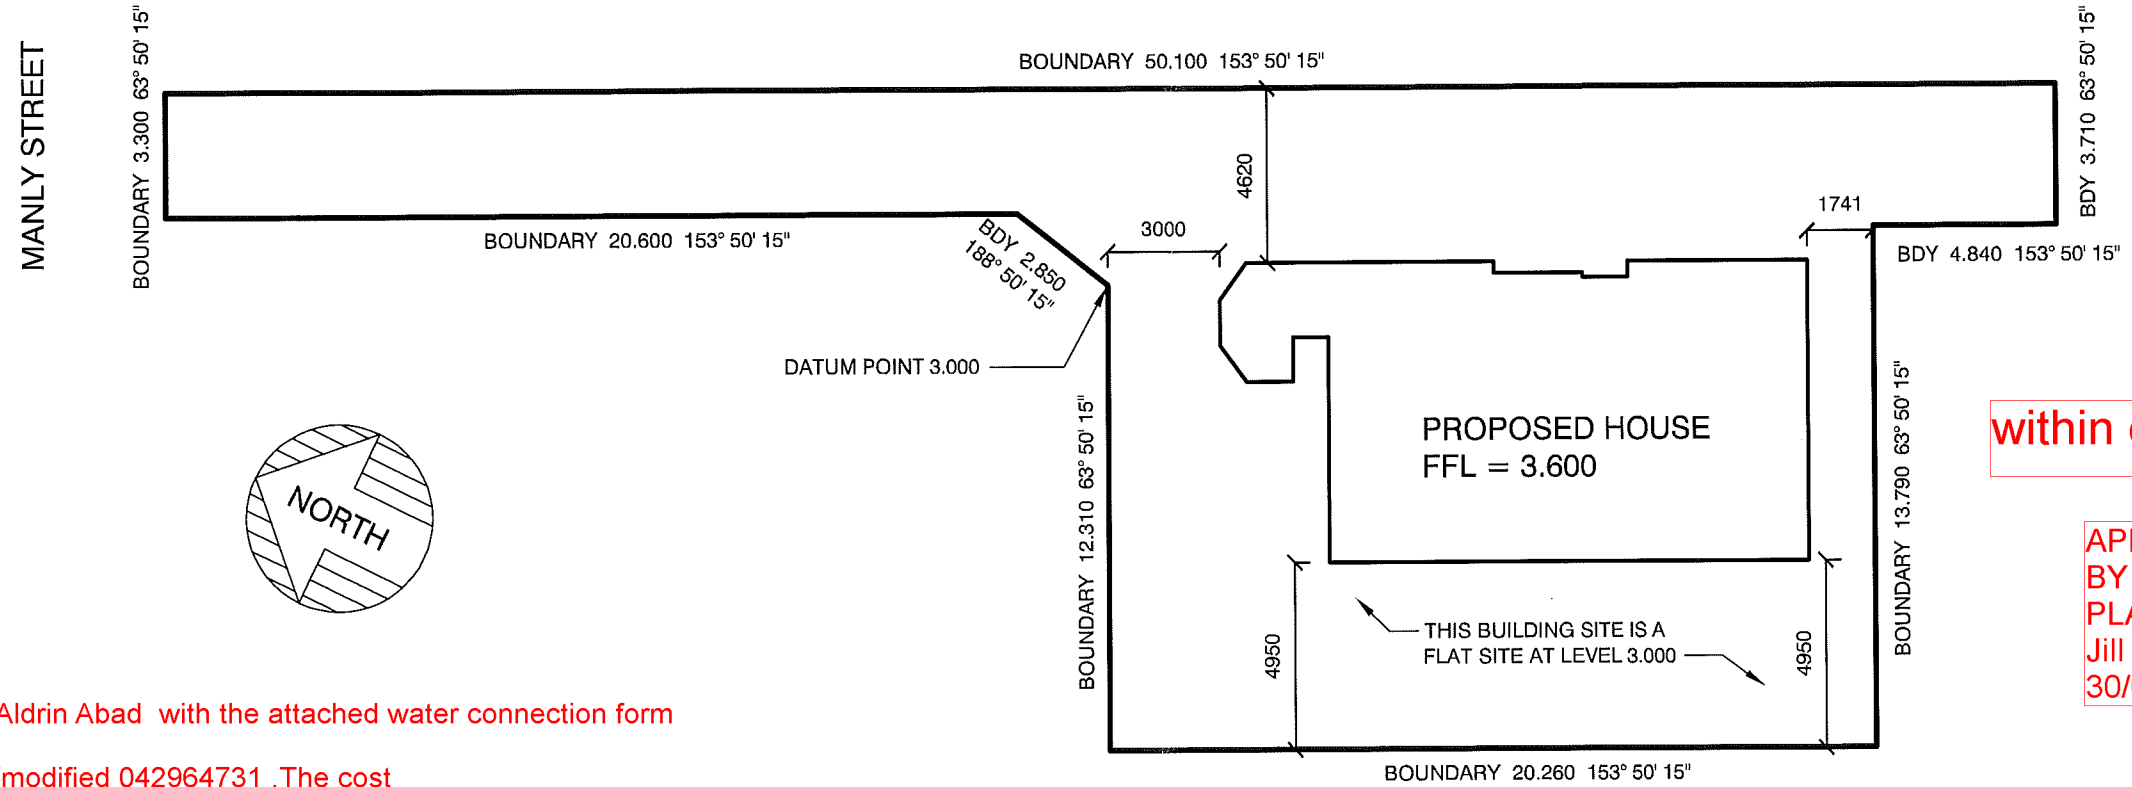 MANLY STREET
BOUNDARY 3.300 63° 50' 15"
BOUNDARY 50.100 153° 50' 15"
BDY 3.710 63° 50' 15"
BOUNDARY 20.600 153° 50' 15"
BDY 2.850
188° 50' 15"
3000
4620
1741
BDY 4.840 153° 50' 15"
DATUM POINT 3.000
BOUNDARY 12.310 63° 50' 15"
PROPOSED HOUSE
FFL = 3.600
BOUNDARY 13.790 63° 50' 15"
NORTH
THIS BUILDING SITE IS A
FLAT SITE AT LEVEL 3.000
4950
4950
BOUNDARY 20.260 153° 50' 15"
within
BY
Jill
30/
Aldrin Abad with the attached water connection form
modified 042964731 .The cost